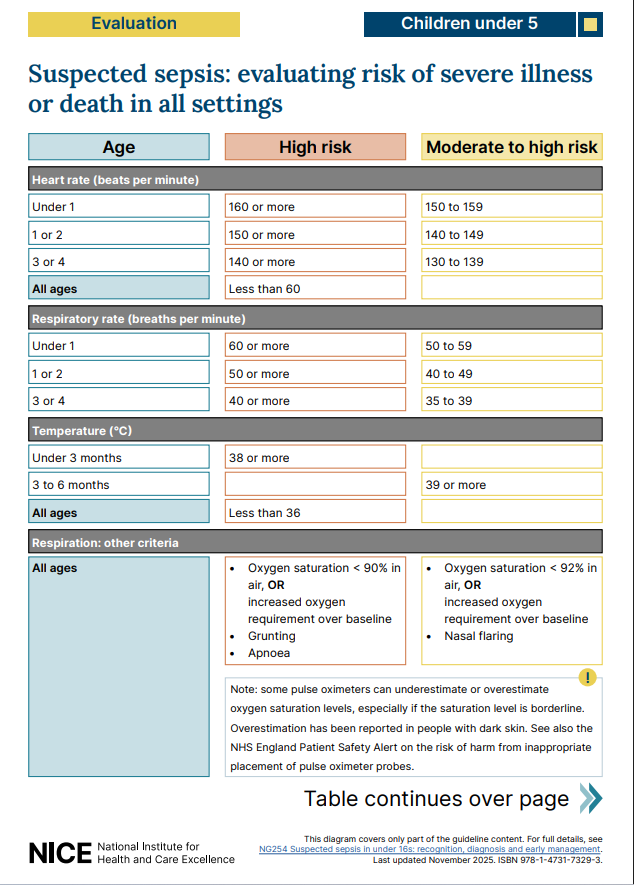 Evaluation
Children under 5
Suspected sepsis: evaluating risk of severe illness
or death in all settings
Age
High risk
Moderate to high risk
Heart rate (beats per minute)
Under 1
160 or more
150 to 159
1 or 2
150 or more
140 to 149
3 or 4
140 or more
130 to 139
All ages
Less than 60
Respiratory rate (breaths per minute)
Under 1
60 or more
50 to 59
1 or 2
50 or more
40 to 49
3 or 4
40 or more
35 to 39
Temperature (°C)
Under 3 months
38 or more
3 to 6 months
39 or more
All ages
Less than 36
Respiration: other criteria
All ages
• Oxygen saturation < 90% in
air, OR
increased oxygen
requirement over baseline
• Grunting
• Apnoea
• Oxygen saturation < 92% in
air, OR
increased oxygen
requirement over baseline
• Nasal flaring
!
Note: some pulse oximeters can underestimate or overestimate
oxygen saturation levels, especially if the saturation level is borderline.
Overestimation has been reported in people with dark skin. See also the
NHS England Patient Safety Alert on the risk of harm from inappropriate
placement of pulse oximeter probes.
Table continues over page
NICE National Institute for
Health and Care Excellence
This diagram covers only part of the guideline content. For full details, see
NG254 Suspected sepsis in under 16s: recognition, diagnosis and early management.
Last updated November 2025. ISBN 978-1-4731-7329-3.